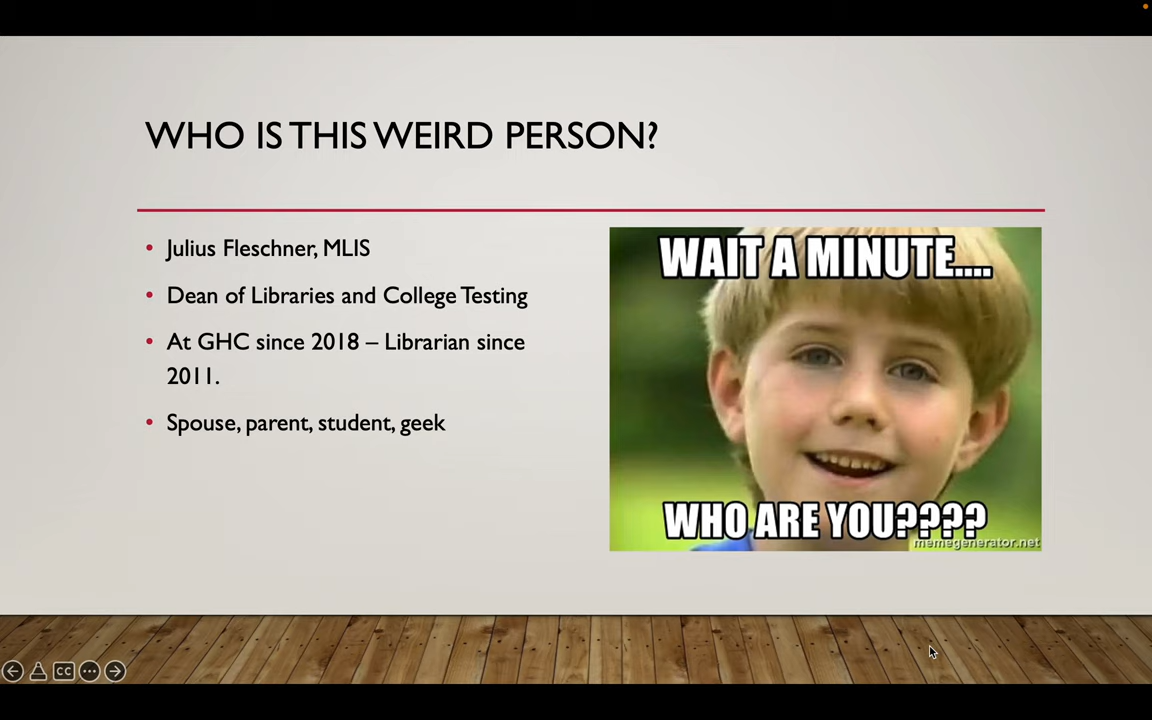 WHO IS THIS WEIRD PERSON?
• Julius Fleschner, MLIS
• Dean of Libraries and College Testing
• At GHC since 2018 – Librarian since
2011.
• Spouse, parent, student, geek
WAIT A MINUTE....
WHO ARE YOU????
memegenerator.net
CC